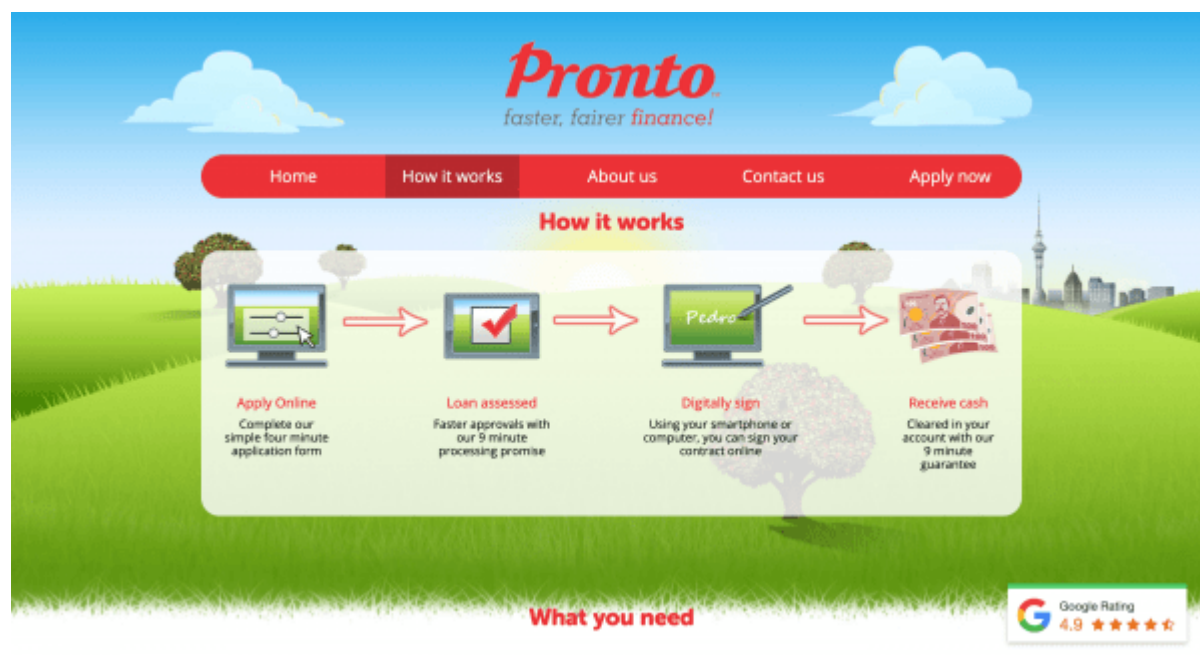 Pronto
faster, fairer finance!
Home
How it works
About us
Contact us
Apply now
How it works
Pedro
Apply Online
Complete our
simple four minute
application form
Loan assessed
Faster approvals with
our 9 minute
processing promise
Digitally sign
Using your smartphone or
computer, you can sign your
contract online
Receive cash
Cleared in your
account with our
9 minute
guarantee
What you need
Google Rating
4.9